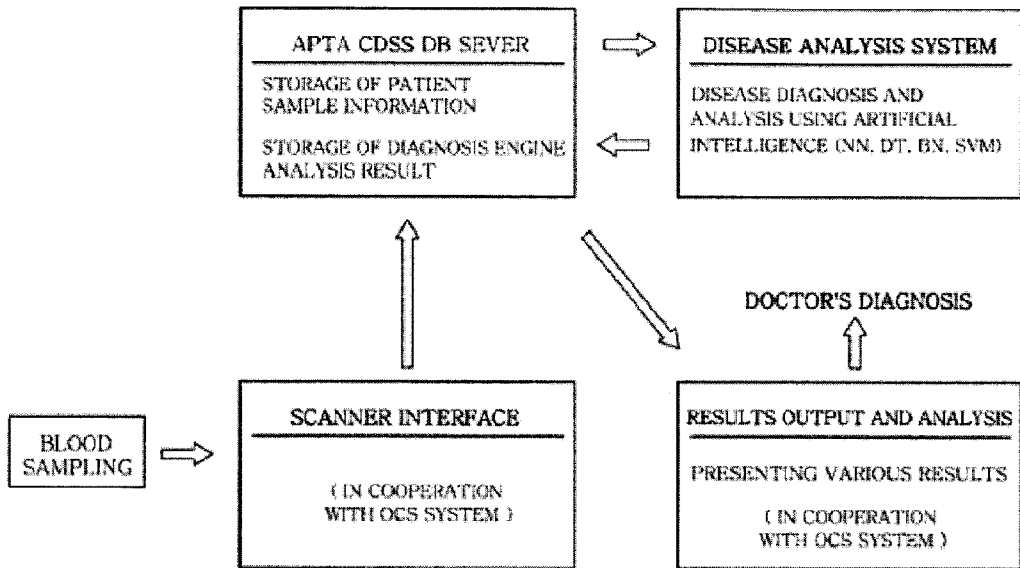 APTA CDSS DB SEVER
STORAGE OF PATIENT
SAMPLE INFORMATION
STORAGE OF DIAGNOSIS ENGINE
ANALYSIS RESULT
DISEASE ANALYSIS SYSTEM
DISEASE DIAGNOSIS AND
ANALYSIS USING ARTIFICIAL
INTELLIGENCE (NN, DT, BN, SVM)
DOCTOR'S DIAGNOSIS
BLOOD
SAMPLING
SCANNER INTERFACE
( IN COOPERATION
WITH OCS SYSTEM )
RESULTS OUTPUT AND ANALYSIS
PRESENTING VARIOUS RESULTS
( IN COOPERATION
WITH OCS SYSTEM )